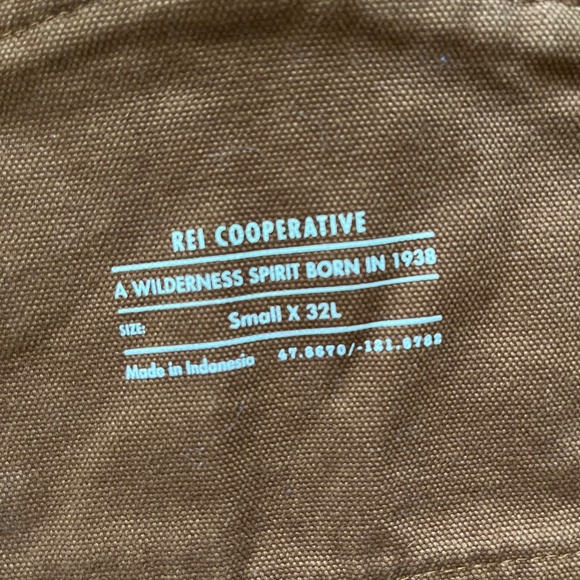 REI COOPERATIVE
A WILDERNESS SPIRIT BORN IN 1938
SIZE: Small X 32L
Made in Indonesia